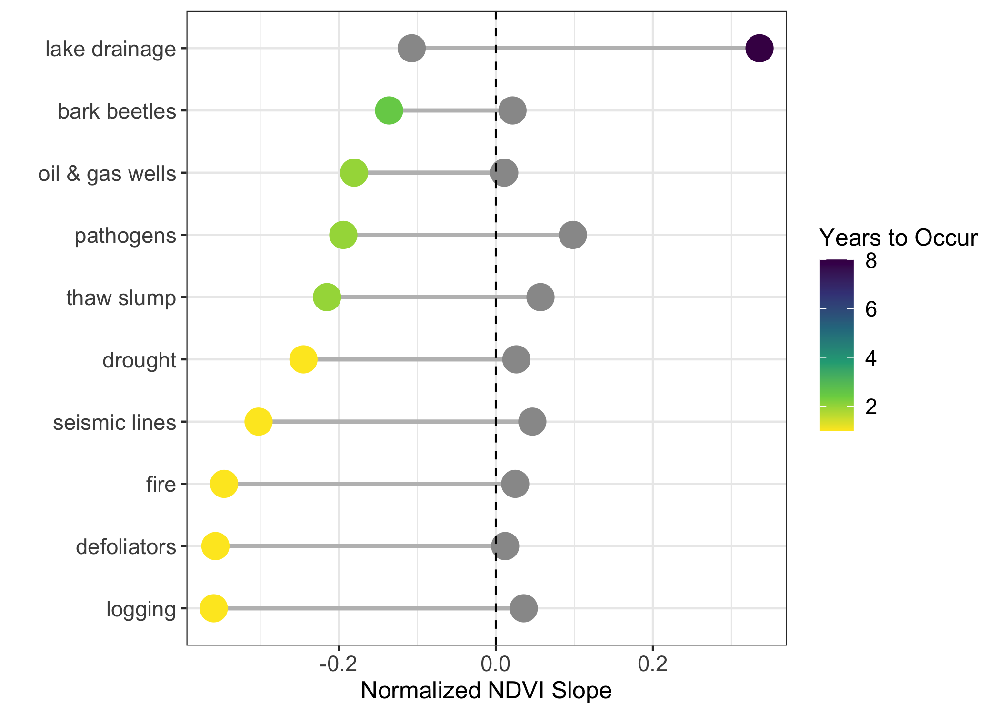 lake drainage
bark beetles
oil & gas wells
pathogens
thaw slump
drought
seismic lines
fire
defoliators
logging
-0.2 0.0 0.2
Normalized NDVI Slope
Years to Occur
8
6
4
2